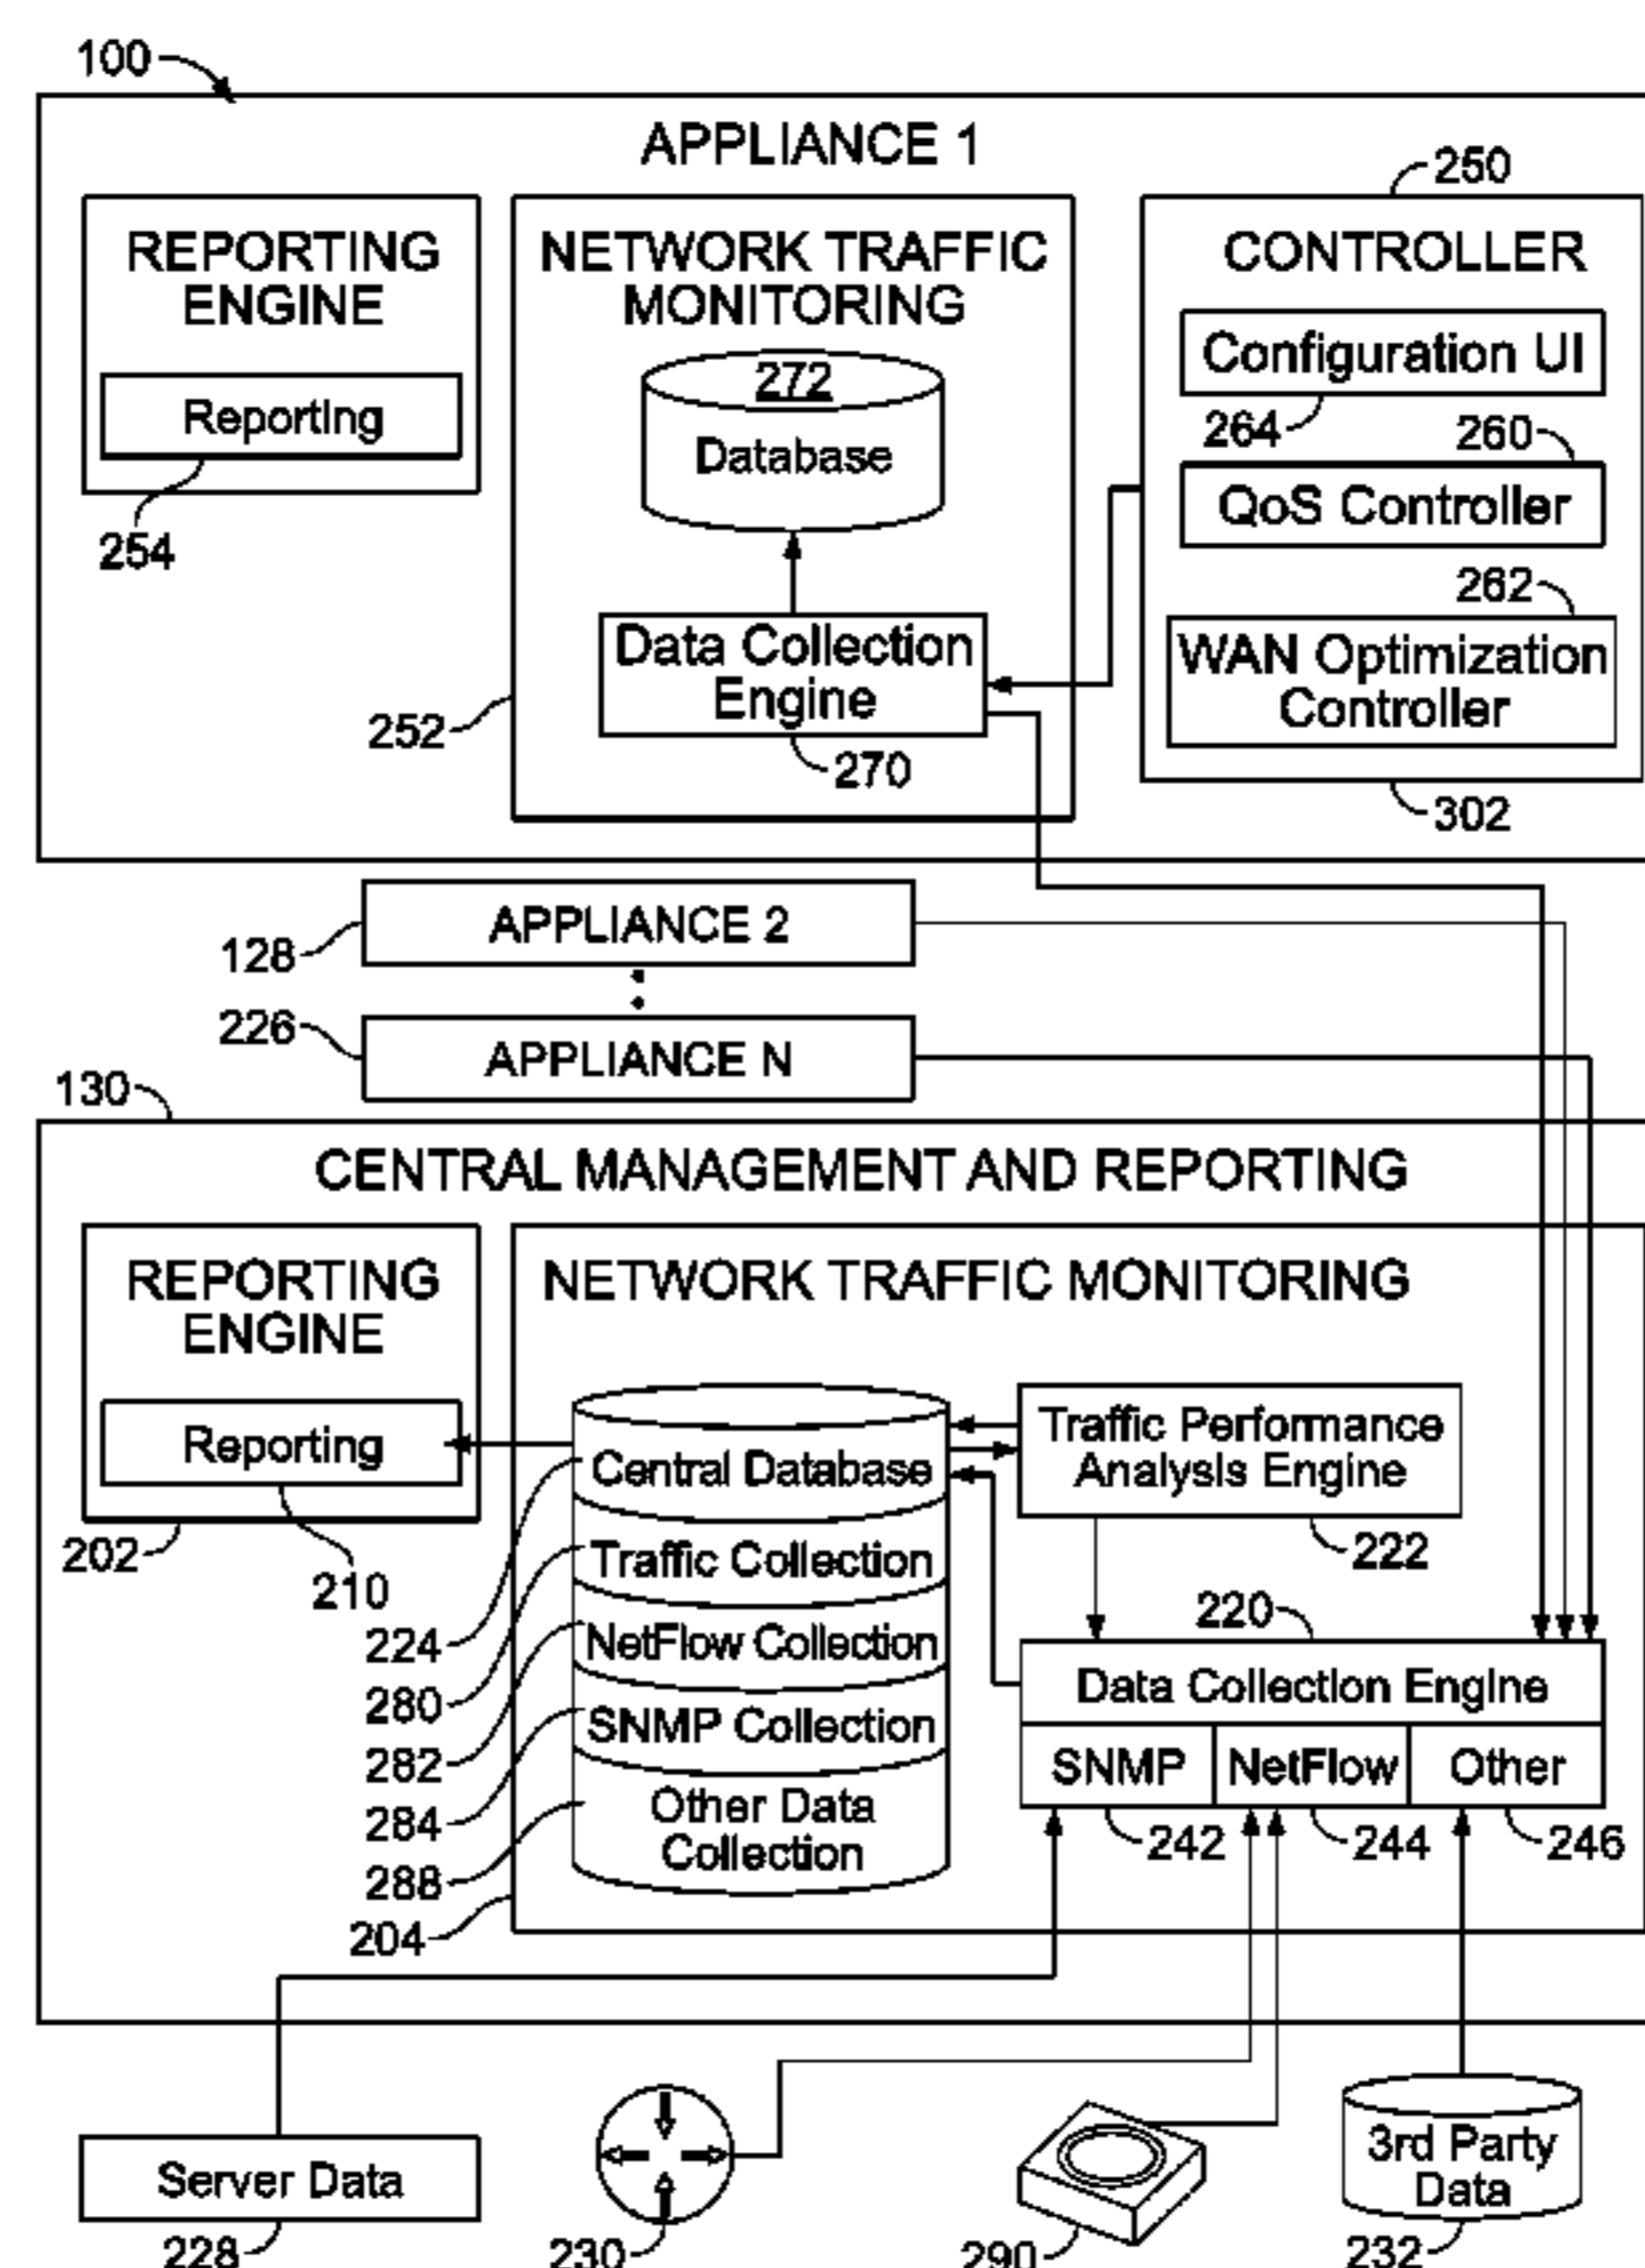 100
APPLIANCE 1
250
REPORTING
ENGINE
Reporting
254
NETWORK TRAFFIC
MONITORING
272
Database
Data Collection
Engine
252
270
CONTROLLER
Configuration UI
264
260
QoS Controller
262
WAN Optimization
Controller
302
APPLIANCE 2
128
226
APPLIANCE N
130
CENTRAL MANAGEMENT AND REPORTING
REPORTING
ENGINE
Reporting
202
210
NETWORK TRAFFIC MONITORING
Central Database
Traffic Collection
NetFlow Collection
SNMP Collection
Other Data
Collection
224
280
282
284
288
204
Traffic Performance
Analysis Engine
222
220
Data Collection Engine
SNMP
NetFlow
Other
242
244
246
Server Data
228
230
290
3rd Party
Data
232